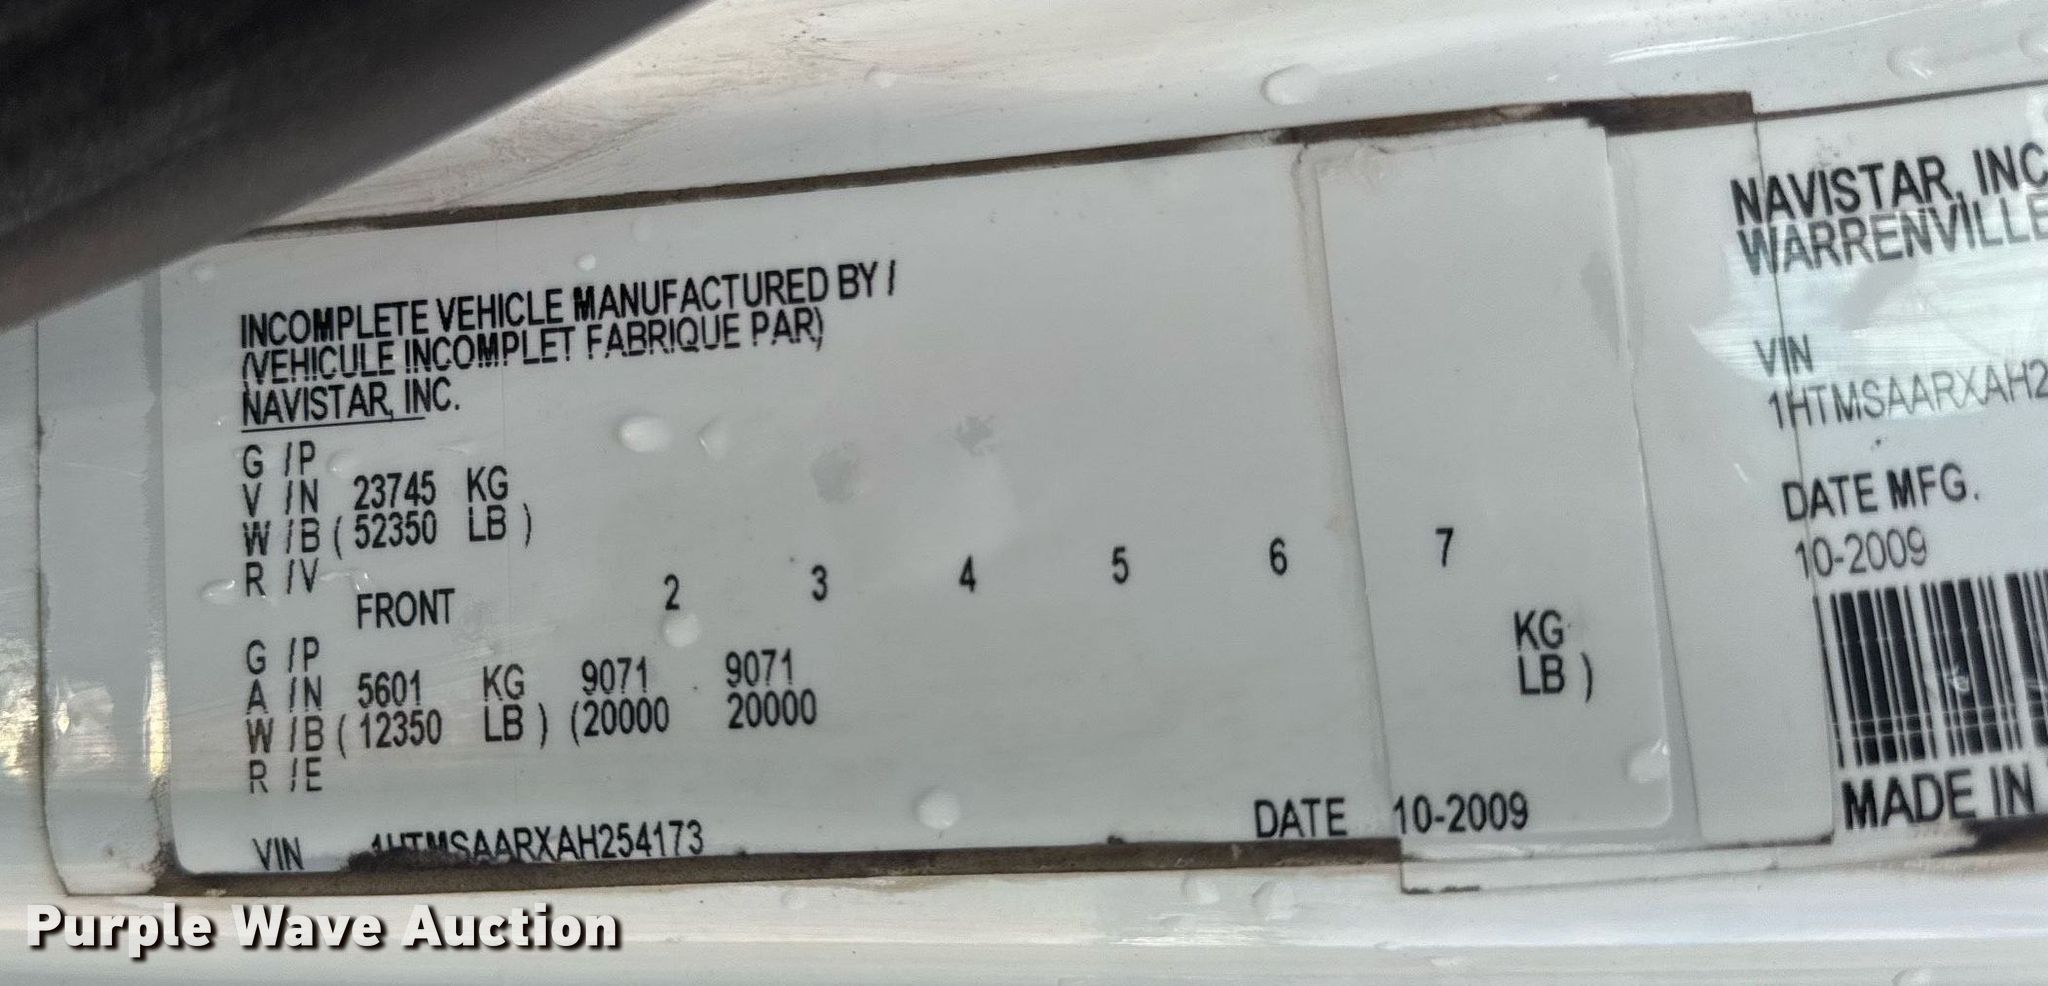 INCOMPLETE VEHICLE MANUFACTURED BY /
(VEHICULE INCOMPLET FABRIQUE PAR)
NAVISTAR, INC.
G /P
V /N 23745 KG
W /B ( 52350 LB )
R /V
FRONT 2 3 4 5 6 7
G /P
A /N 5601 KG 9071 9071 KG
W /B ( 12350 LB ) (20000 20000 LB )
R /E
VIN 1HTMSAARXAH254173
DATE 10-2009
NAVISTAR, INC
WARRENVILLE
VIN
1HTMSAARXAH2
DATE MFG.
10-2009
MADE IN
Purple Wave Auction